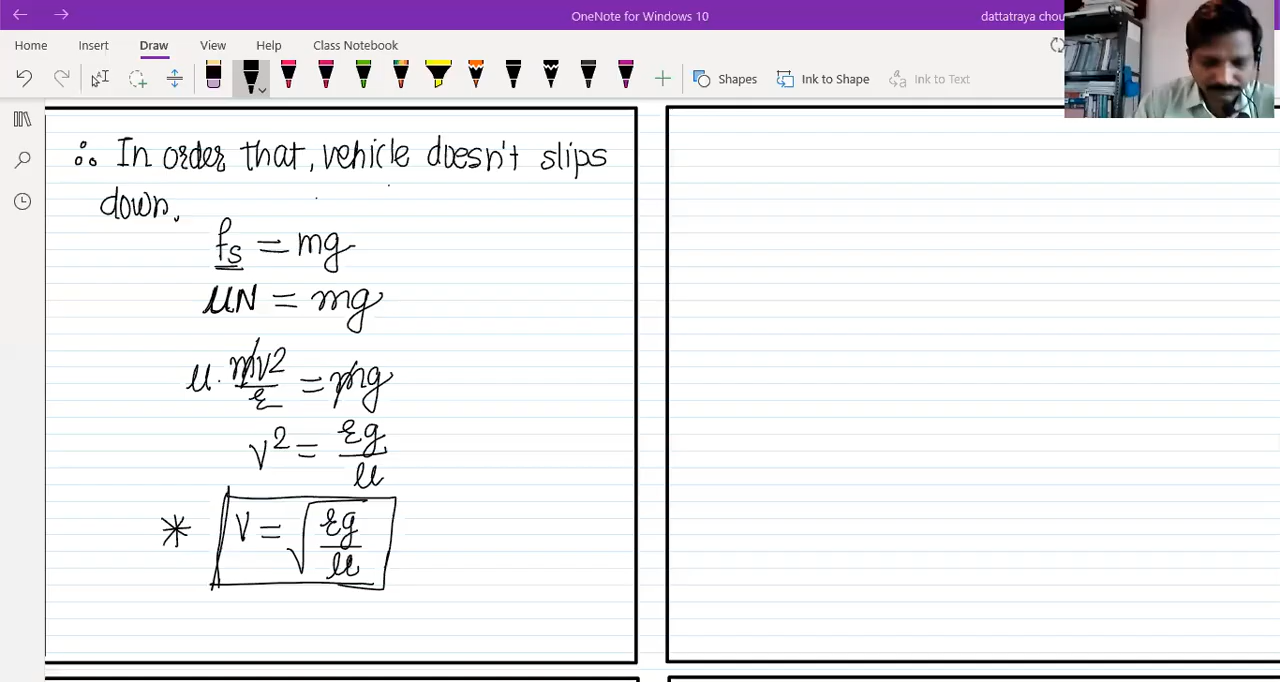 OneNote for Windows 10
dattatraya chou
Home Insert Draw View Help Class Notebook
Shapes Ink to Shape Ink to Text
∴ In order that, vehicle doesn't slips
down.
fs = mg
μN = mg
μ. mv2/r = mg
v2 = rg/μ
* v = √(rg/μ)